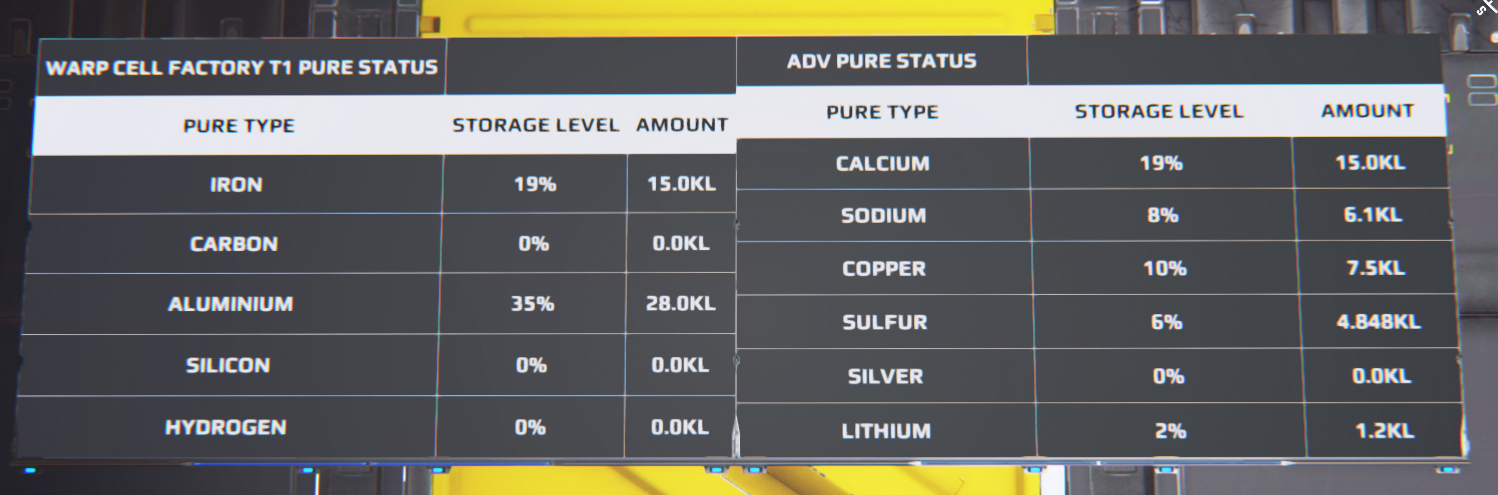 WARP CELL FACTORY T1 PURE STATUS
PURE TYPE STORAGE LEVEL AMOUNT
IRON 19% 15.0KL
CARBON 0% 0.0KL
ALUMINIUM 35% 28.0KL
SILICON 0% 0.0KL
HYDROGEN 0% 0.0KL
ADV PURE STATUS
PURE TYPE STORAGE LEVEL AMOUNT
CALCIUM 19% 15.0KL
SODIUM 8% 6.1KL
COPPER 10% 7.5KL
SULFUR 6% 4.848KL
SILVER 0% 0.0KL
LITHIUM 2% 1.2KL